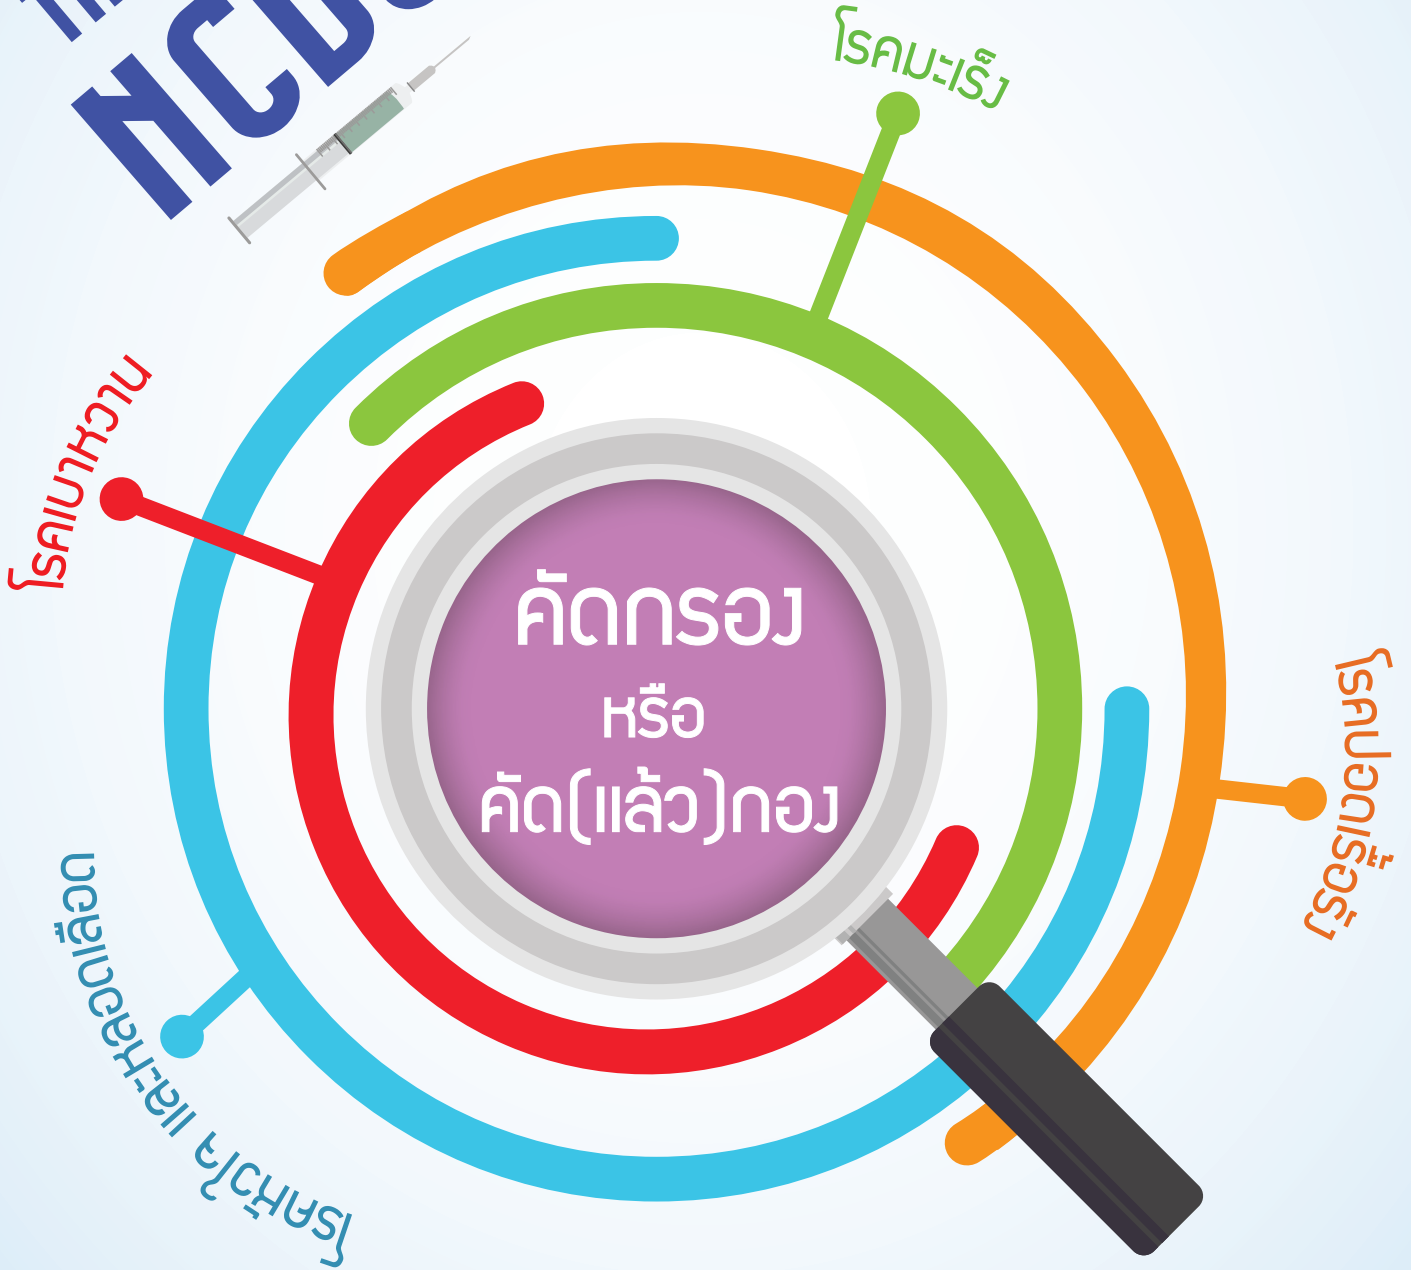 NCDs
โรคมะเร็ง
โรคเบาหวาน
คัดกรอง
หรือ
คัด(แล้ว)กอง
โรคปอดเรื้อรัง
โรคหัวใจ และหลอดเลือด